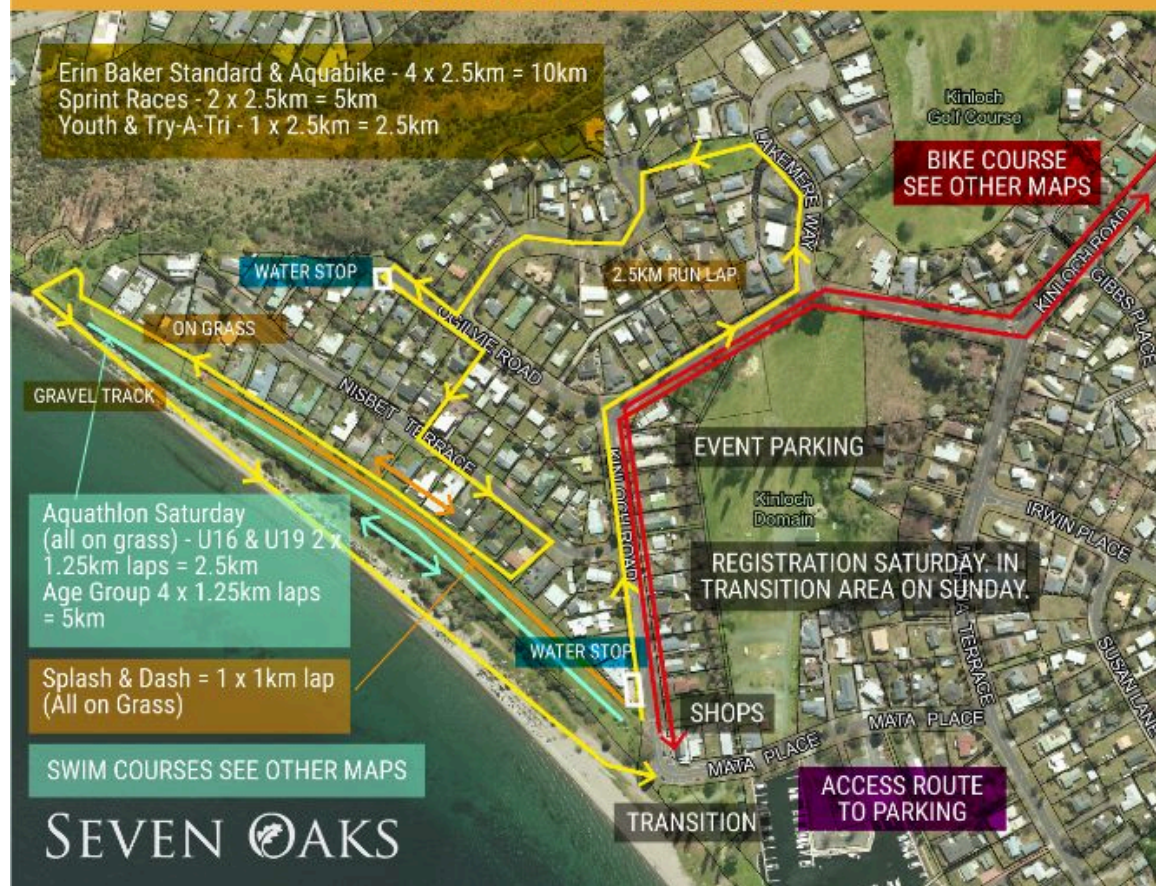 Erin Baker Standard & Aquabike - 4 x 2.5km = 10km
Sprint Races - 2 x 2.5km = 5km
Youth & Try-A-Tri - 1 x 2.5km = 2.5km
Kinloch
Golf Course
BIKE COURSE
SEE OTHER MAPS
LAKEMERE WAY
KINLOCH ROAD
GIBBS PLACE
WATER STOP
2.5KM RUN LAP
ON GRASS
OGILVIE ROAD
GRAVEL TRACK
NISBET TERRACE
KINLOCH ROAD
EVENT PARKING
Kinloch
Domain
IRWIN PLACE
Aquathlon Saturday
(all on grass) - U16 & U19 2 x
1.25km laps = 2.5km
Age Group 4 x 1.25km laps
= 5km
REGISTRATION SATURDAY. IN
TRANSITION AREA ON SUNDAY.
TERRACE
SUSAN LANE
WATER STOP
Splash & Dash = 1 x 1km lap
(All on Grass)
SHOPS
MATA PLACE
MATA PLACE
SWIM COURSES SEE OTHER MAPS
ACCESS ROUTE
TO PARKING
TRANSITION
SEVEN OAKS